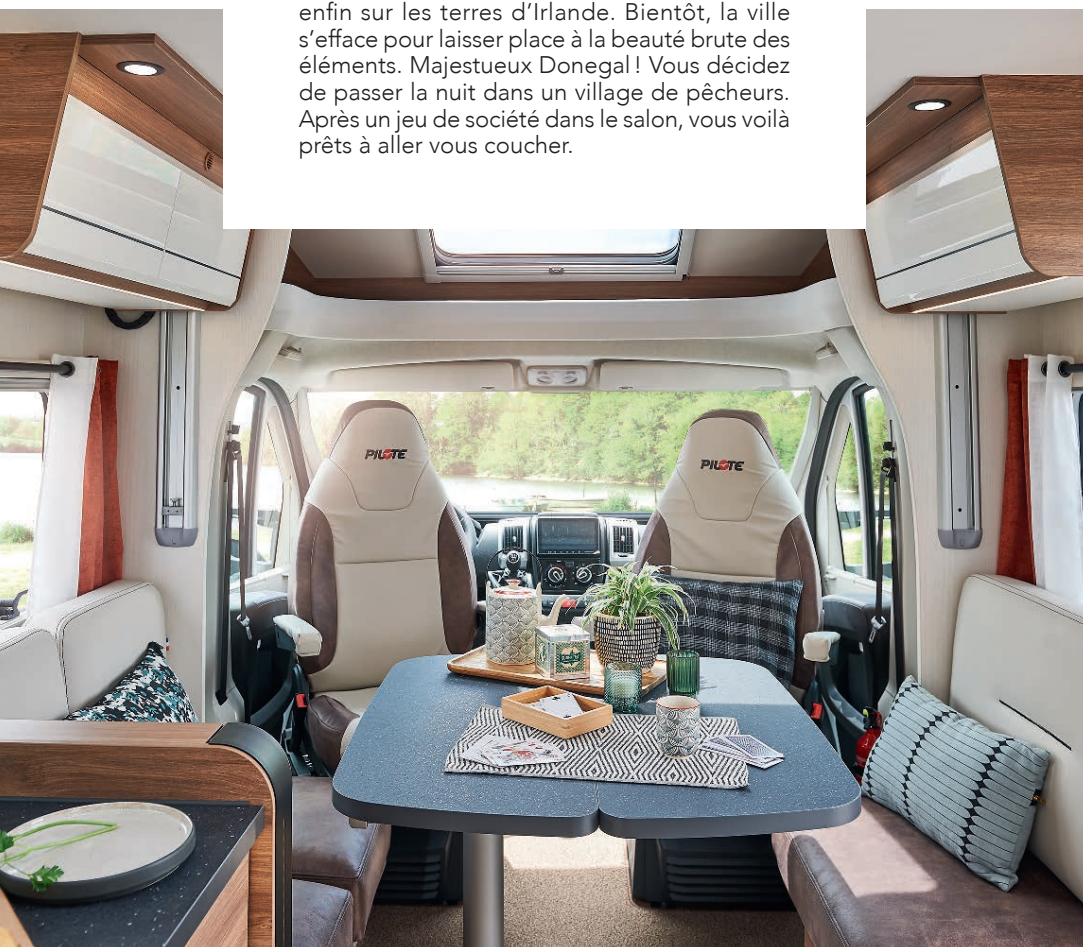 enfin sur les terres d’Irlande. Bientôt, la ville
s’efface pour laisser place à la beauté brute des
éléments. Majestueux Donegal ! Vous décidez
de passer la nuit dans un village de pêcheurs.
Après un jeu de société dans le salon, vous voilà
prêts à aller vous coucher.
PILOTE
PILOTE